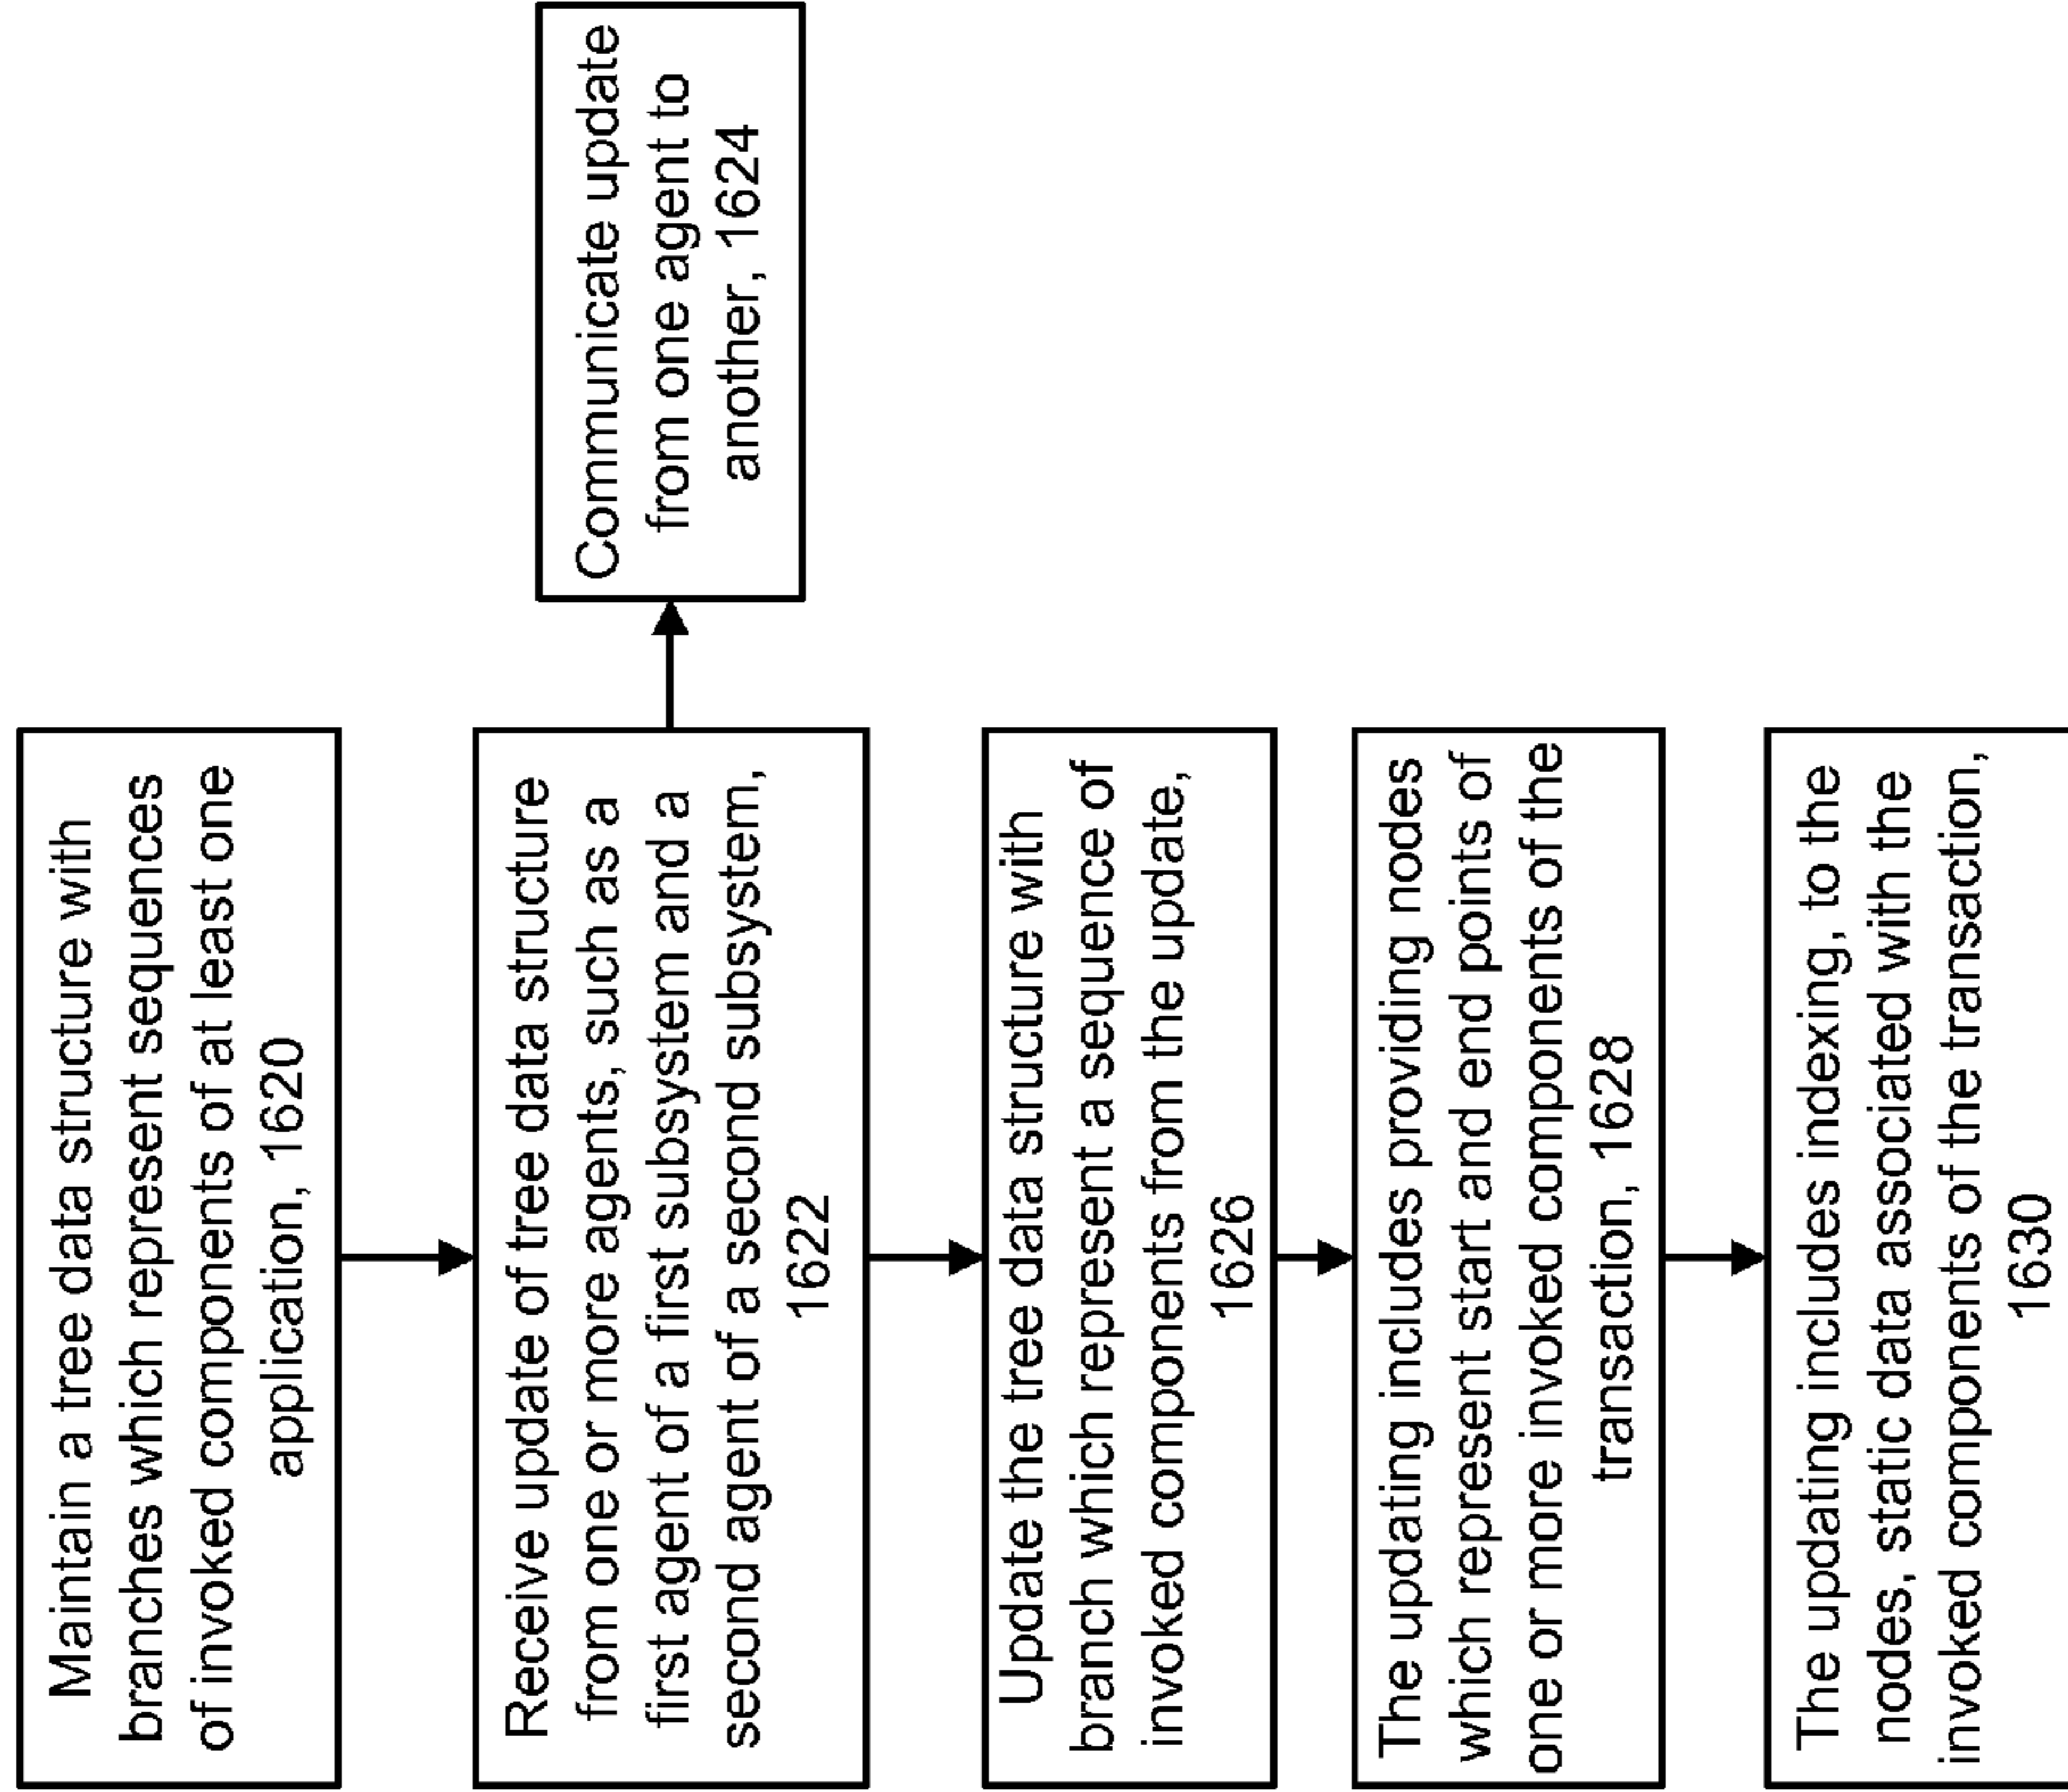 Maintain a tree data structure with
branches which represent sequences
of invoked components of at least one
application, 1620
Receive update of tree data structure
from one or more agents, such as a
first agent of a first subsystem and a
second agent of a second subsystem,
1622
Communicate update
from one agent to
another, 1624
Update the tree data structure with
branch which represent a sequence of
invoked components from the update,
1626
The updating includes providing nodes
which represent start and end points of
one or more invoked components of the
transaction, 1628
The updating includes indexing, to the
nodes, static data associated with the
invoked components of the transaction,
1630